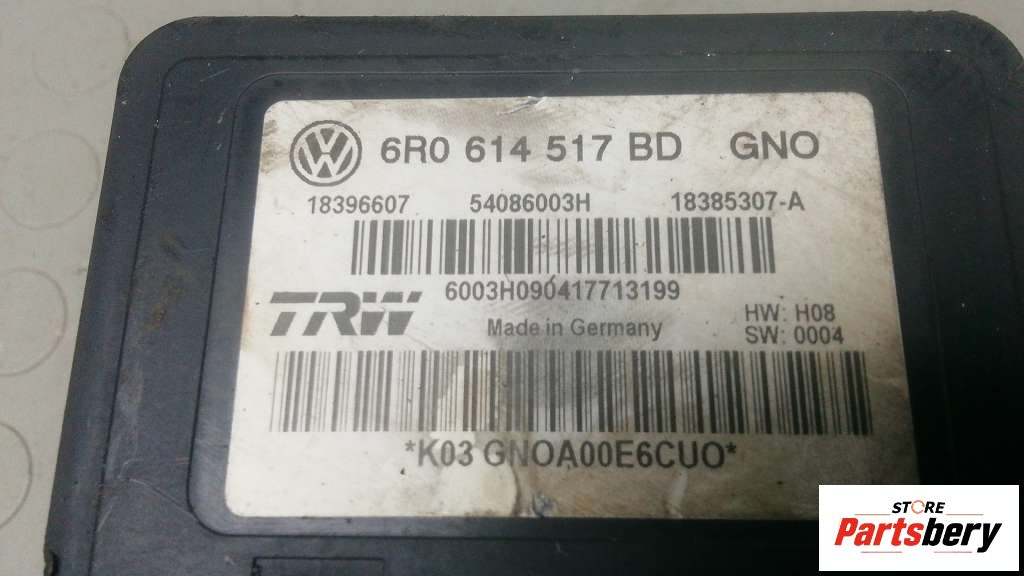 6R0 614 517 BD GNO
18396607 54086003H 18385307-A
6003H090417713199
TRW
Made in Germany
HW: H08
SW: 0004
*K03 GNOA00E6CUO*
STORE
Partsbery